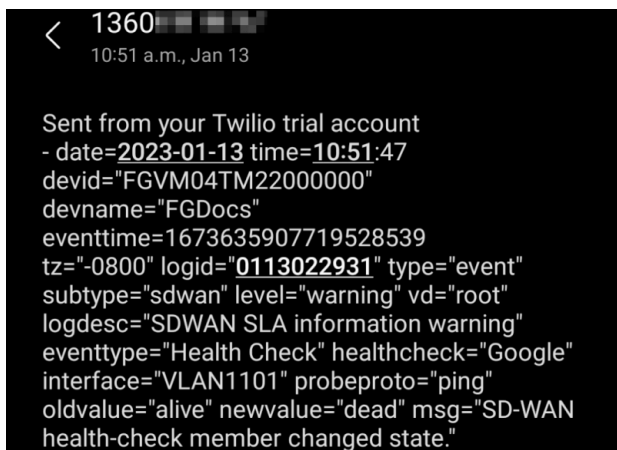 1360
10:51 a.m., Jan 13
Sent from your Twilio trial account
- date=2023-01-13 time=10:51:47
devid="FGVM04TM22000000"
devname="FGDocs"
eventtime=1673635907719528539
tz="-0800" logid="0113022931" type="event"
subtype="sdwan" level="warning" vd="root"
logdesc="SDWAN SLA information warning"
eventtype="Health Check" healthcheck="Google"
interface="VLAN1101" probeproto="ping"
oldvalue="alive" newvalue="dead" msg="SD-WAN
health-check member changed state."